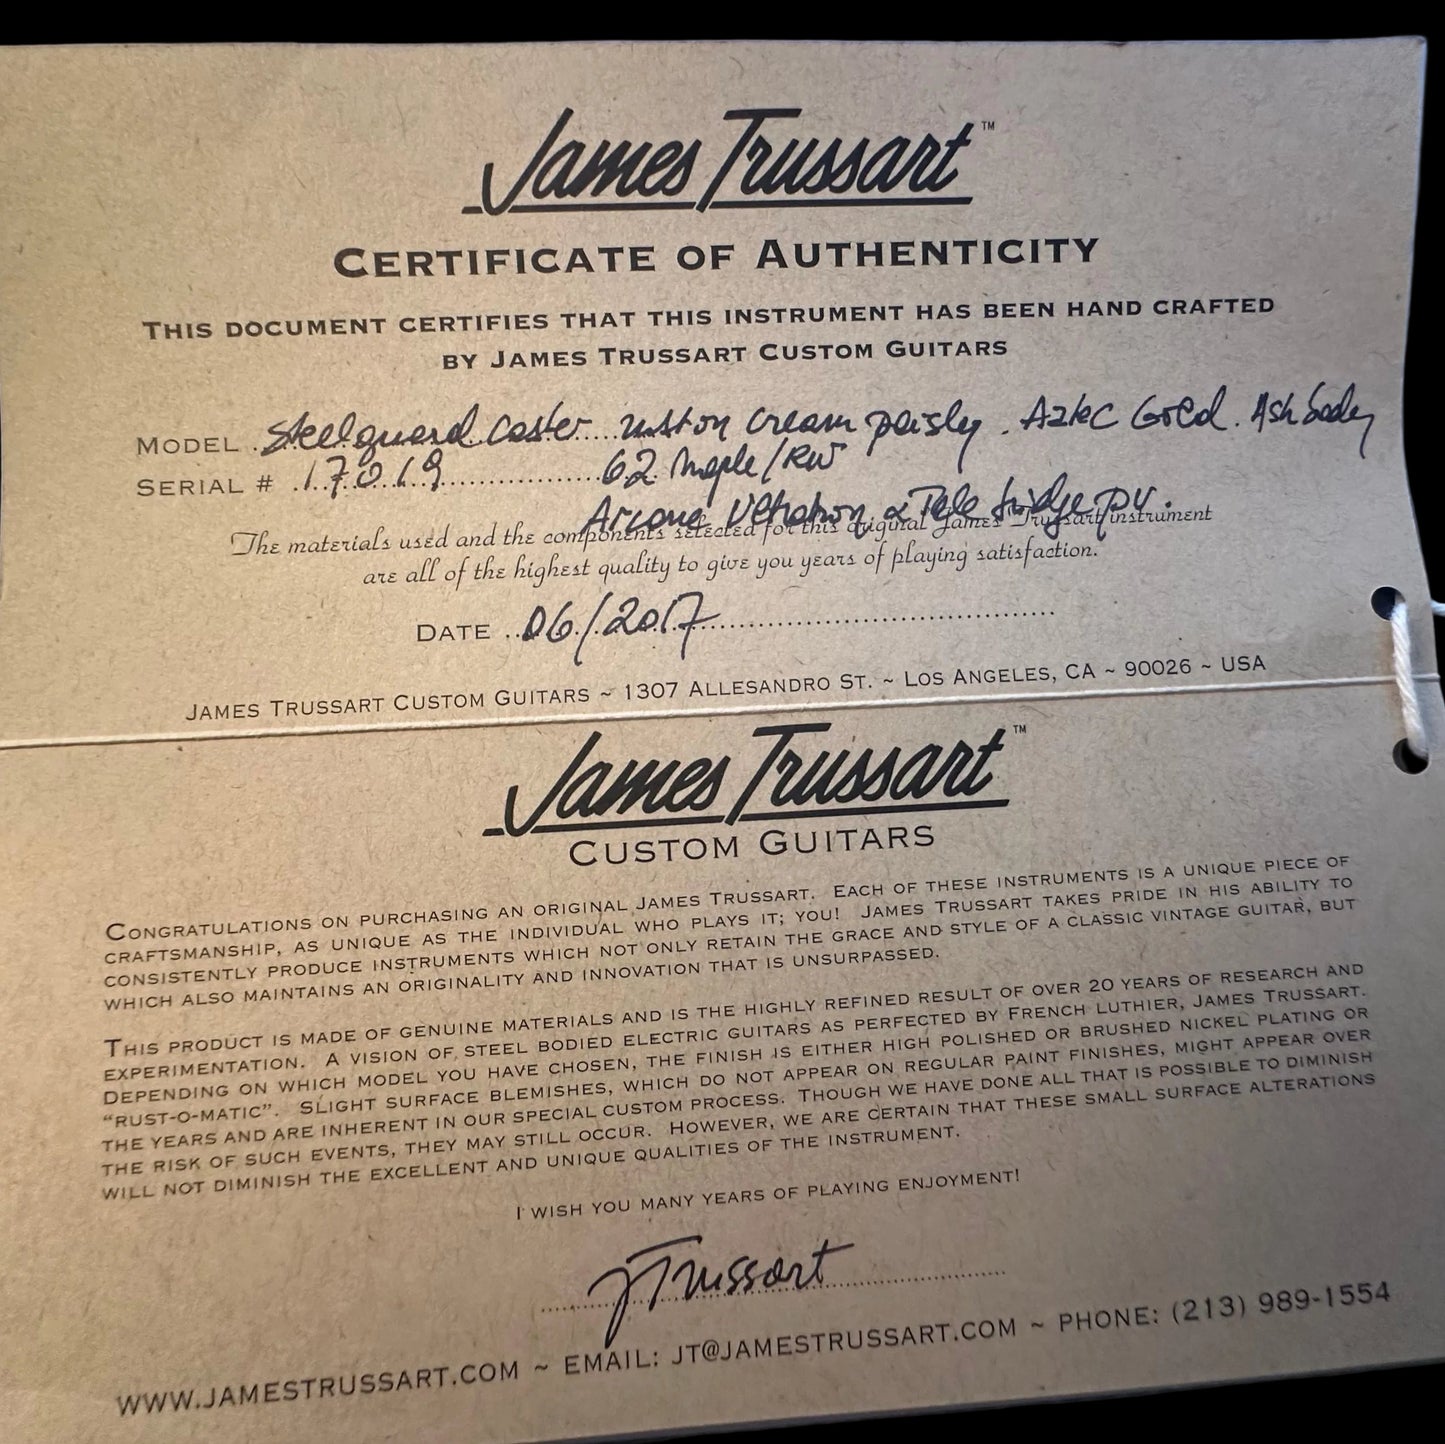 James Trussart™
CERTIFICATE OF AUTHENTICITY
THIS DOCUMENT CERTIFIES THAT THIS INSTRUMENT HAS BEEN HAND CRAFTED
BY JAMES TRUSSART CUSTOM GUITARS
MODEL Steelguard Caster cream paisley. Aztec Gold. Ash body
SERIAL # 17019 62 Maple/RW
Arcane Ultratron & Tele bridge pu.
The materials used and the components selected for this original James Trussart instrument
are all of the highest quality to give you years of playing satisfaction.
DATE 06/2017
JAMES TRUSSART CUSTOM GUITARS ~ 1307 ALLESANDRO ST. ~ LOS ANGELES, CA ~ 90026 ~ USA
James Trussart™
CUSTOM GUITARS
CONGRATULATIONS ON PURCHASING AN ORIGINAL JAMES TRUSSART. EACH OF THESE INSTRUMENTS IS A UNIQUE PIECE OF
CRAFTSMANSHIP, AS UNIQUE AS THE INDIVIDUAL WHO PLAYS IT; YOU! JAMES TRUSSART TAKES PRIDE IN HIS ABILITY TO
CONSISTENTLY PRODUCE INSTRUMENTS WHICH NOT ONLY RETAIN THE GRACE AND STYLE OF A CLASSIC VINTAGE GUITAR, BUT
WHICH ALSO MAINTAINS AN ORIGINALITY AND INNOVATION THAT IS UNSURPASSED.
THIS PRODUCT IS MADE OF GENUINE MATERIALS AND IS THE HIGHLY REFINED RESULT OF OVER 20 YEARS OF RESEARCH AND
EXPERIMENTATION. A VISION OF STEEL BODIED ELECTRIC GUITARS AS PERFECTED BY FRENCH LUTHIER, JAMES TRUSSART.
DEPENDING ON WHICH MODEL YOU HAVE CHOSEN, THE FINISH IS EITHER HIGH POLISHED OR BRUSHED NICKEL PLATING OR
"RUST-O-MATIC". SLIGHT SURFACE BLEMISHES, WHICH DO NOT APPEAR ON REGULAR PAINT FINISHES, MIGHT APPEAR OVER
THE YEARS AND ARE INHERENT IN OUR SPECIAL CUSTOM PROCESS. THOUGH WE HAVE DONE ALL THAT IS POSSIBLE TO DIMINISH
THE RISK OF SUCH EVENTS, THEY MAY STILL OCCUR. HOWEVER, WE ARE CERTAIN THAT THESE SMALL SURFACE ALTERATIONS
WILL NOT DIMINISH THE EXCELLENT AND UNIQUE QUALITIES OF THE INSTRUMENT.
I WISH YOU MANY YEARS OF PLAYING ENJOYMENT!
JTrussart
WWW.JAMESTRUSSART.COM ~ EMAIL: JT@JAMESTRUSSART.COM ~ PHONE: (213) 989-1554